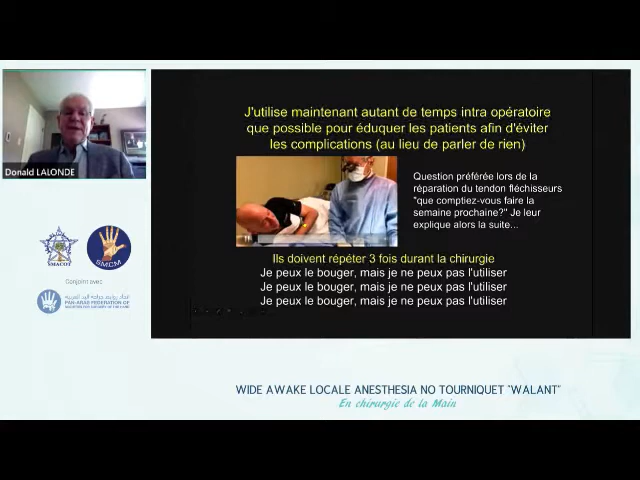 J'utilise maintenant autant de temps intra opératoire
que possible pour éduquer les patients afin d'éviter
les complications (au lieu de parler de rien)
Donald LALONDE
Question préférée lors de la
réparation du tendon fléchisseurs
"que comptiez-vous faire la
semaine prochaine?" Je leur
explique alors la suite...
SMACOT
SMCM
Conjoint avec
PAN-ARAB FEDERATION OF
Ils doivent répéter 3 fois durant la chirurgie
Je peux le bouger, mais je ne peux pas l'utiliser
Je peux le bouger, mais je ne peux pas l'utiliser
Je peux le bouger, mais je ne peux pas l'utiliser
WIDE AWAKE LOCALE ANESTHESIA NO TOURNIQUET "WALANT"
En chirurgie de la Main